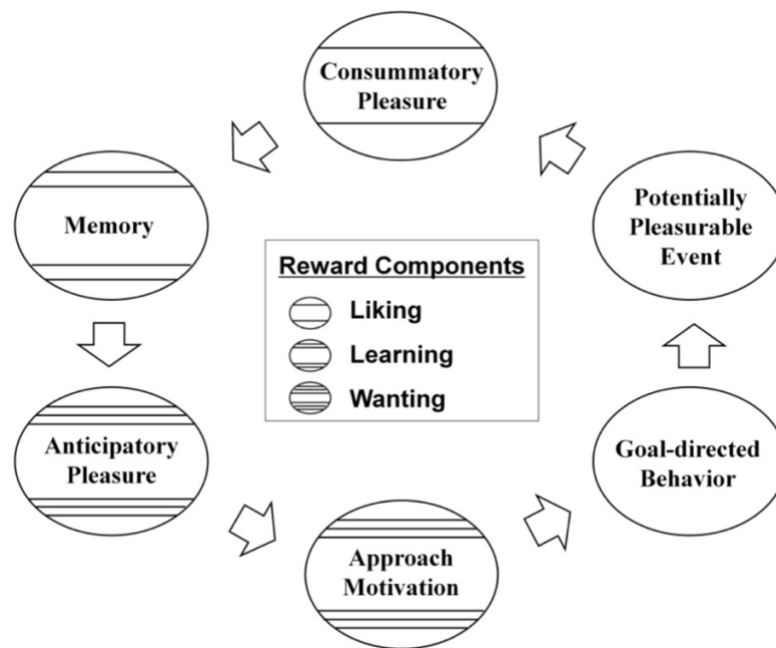 Consummatory
Pleasure
Memory
Potentially
Pleasurable
Event
Reward Components
Liking
Learning
Wanting
Anticipatory
Pleasure
Goal-directed
Behavior
Approach
Motivation